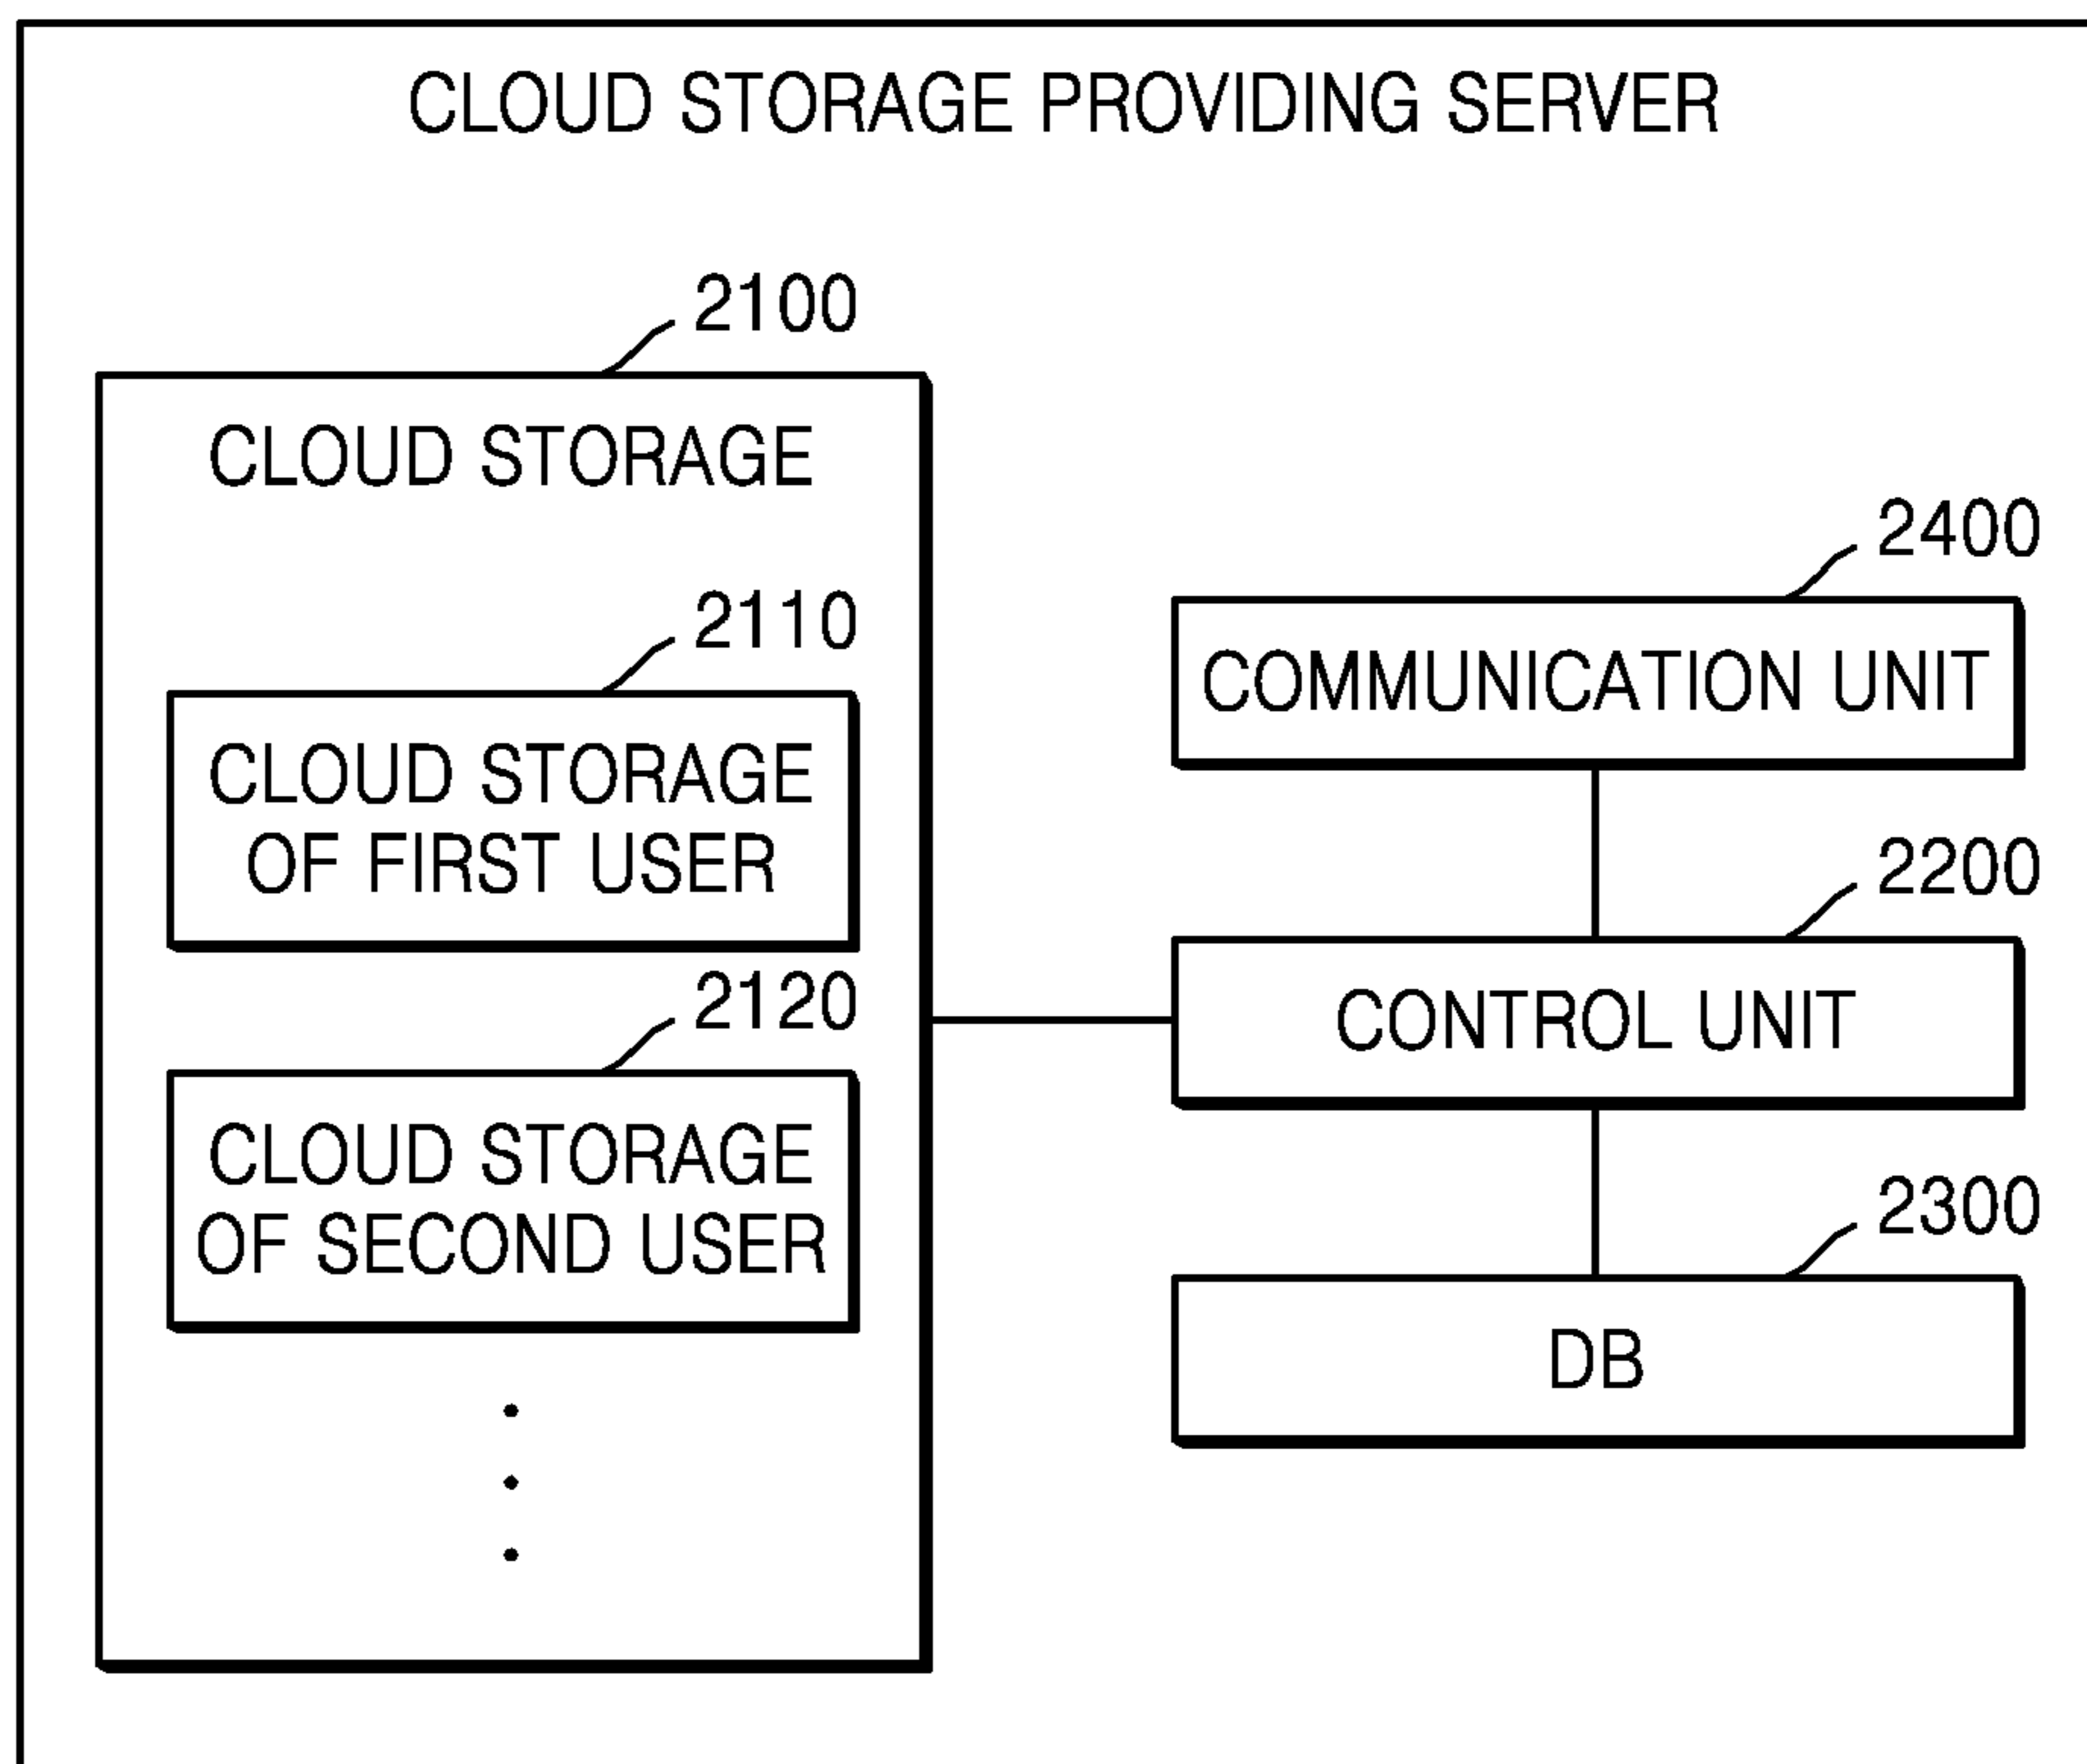 CLOUD STORAGE PROVIDING SERVER
2100
CLOUD STORAGE
2110
CLOUD STORAGE
OF FIRST USER
2120
CLOUD STORAGE
OF SECOND USER
2400
COMMUNICATION UNIT
2200
CONTROL UNIT
2300
DB